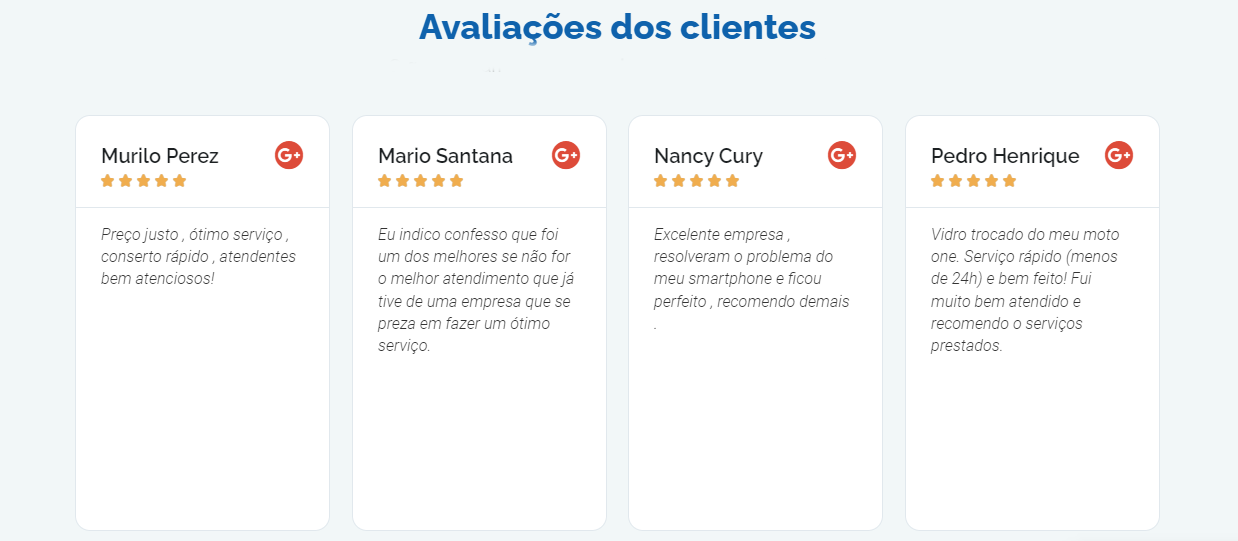 Avaliações dos clientes
Murilo Perez
G+
Preço justo , ótimo serviço ,
conserto rápido , atendentes
bem atenciosos!
Mario Santana
G+
Eu indico confesso que foi
um dos melhores se não for
o melhor atendimento que já
tive de uma empresa que se
preza em fazer um ótimo
serviço.
Nancy Cury
G+
Excelente empresa ,
resolveram o problema do
meu smartphone e ficou
perfeito , recomendo demais
.
Pedro Henrique
G+
Vidro trocado do meu moto
one. Serviço rápido (menos
de 24h) e bem feito! Fui
muito bem atendido e
recomendo o serviços
prestados.